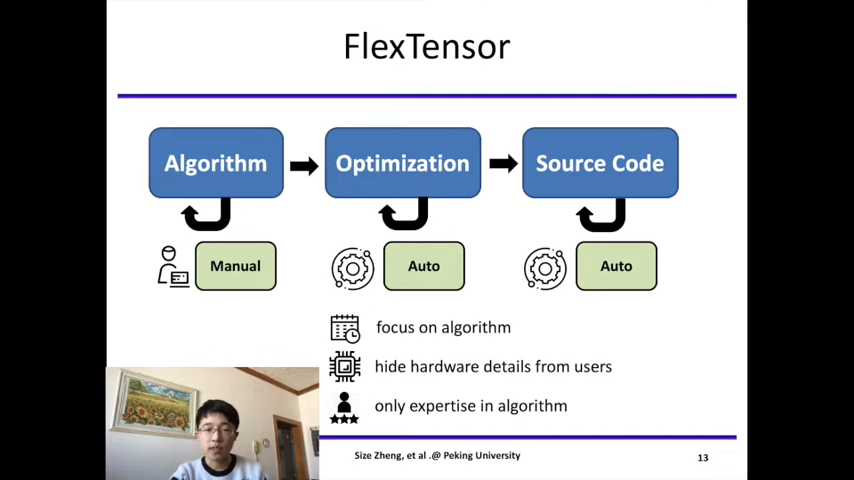 FlexTensor
Algorithm
Optimization
Source Code
Manual
Auto
Auto
focus on algorithm
hide hardware details from users
only expertise in algorithm
Size Zheng, et al .@ Peking University
13